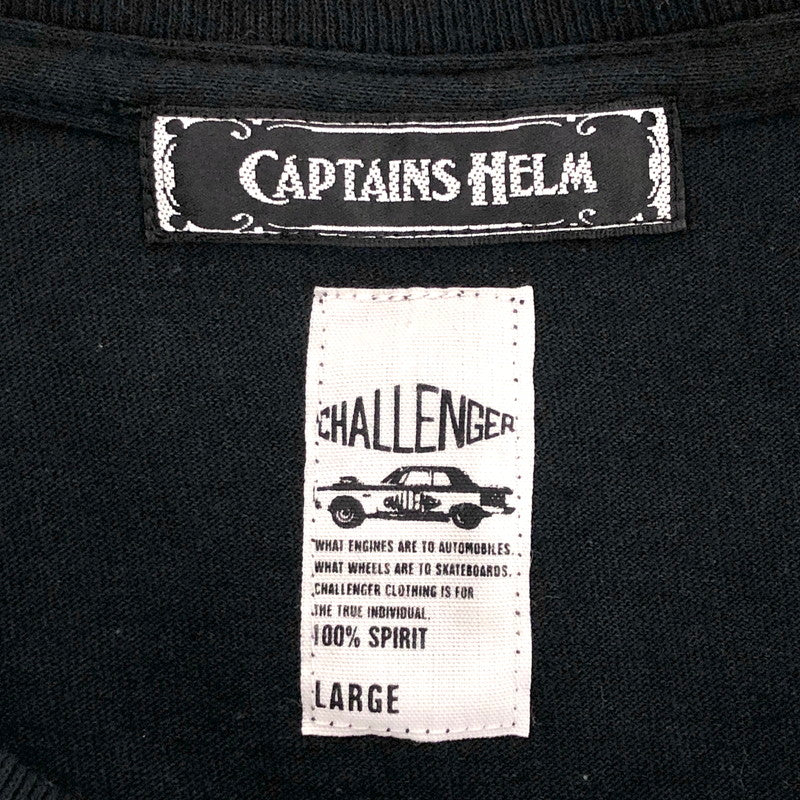 CAPTAINS HELM
CHALLENGER
WHAT ENGINES ARE TO AUTOMOBILES.
WHAT WHEELS ARE TO SKATEBOARDS.
CHALLENGER CLOTHING IS FOR
THE TRUE INDIVIDUAL.
100% SPIRIT
LARGE